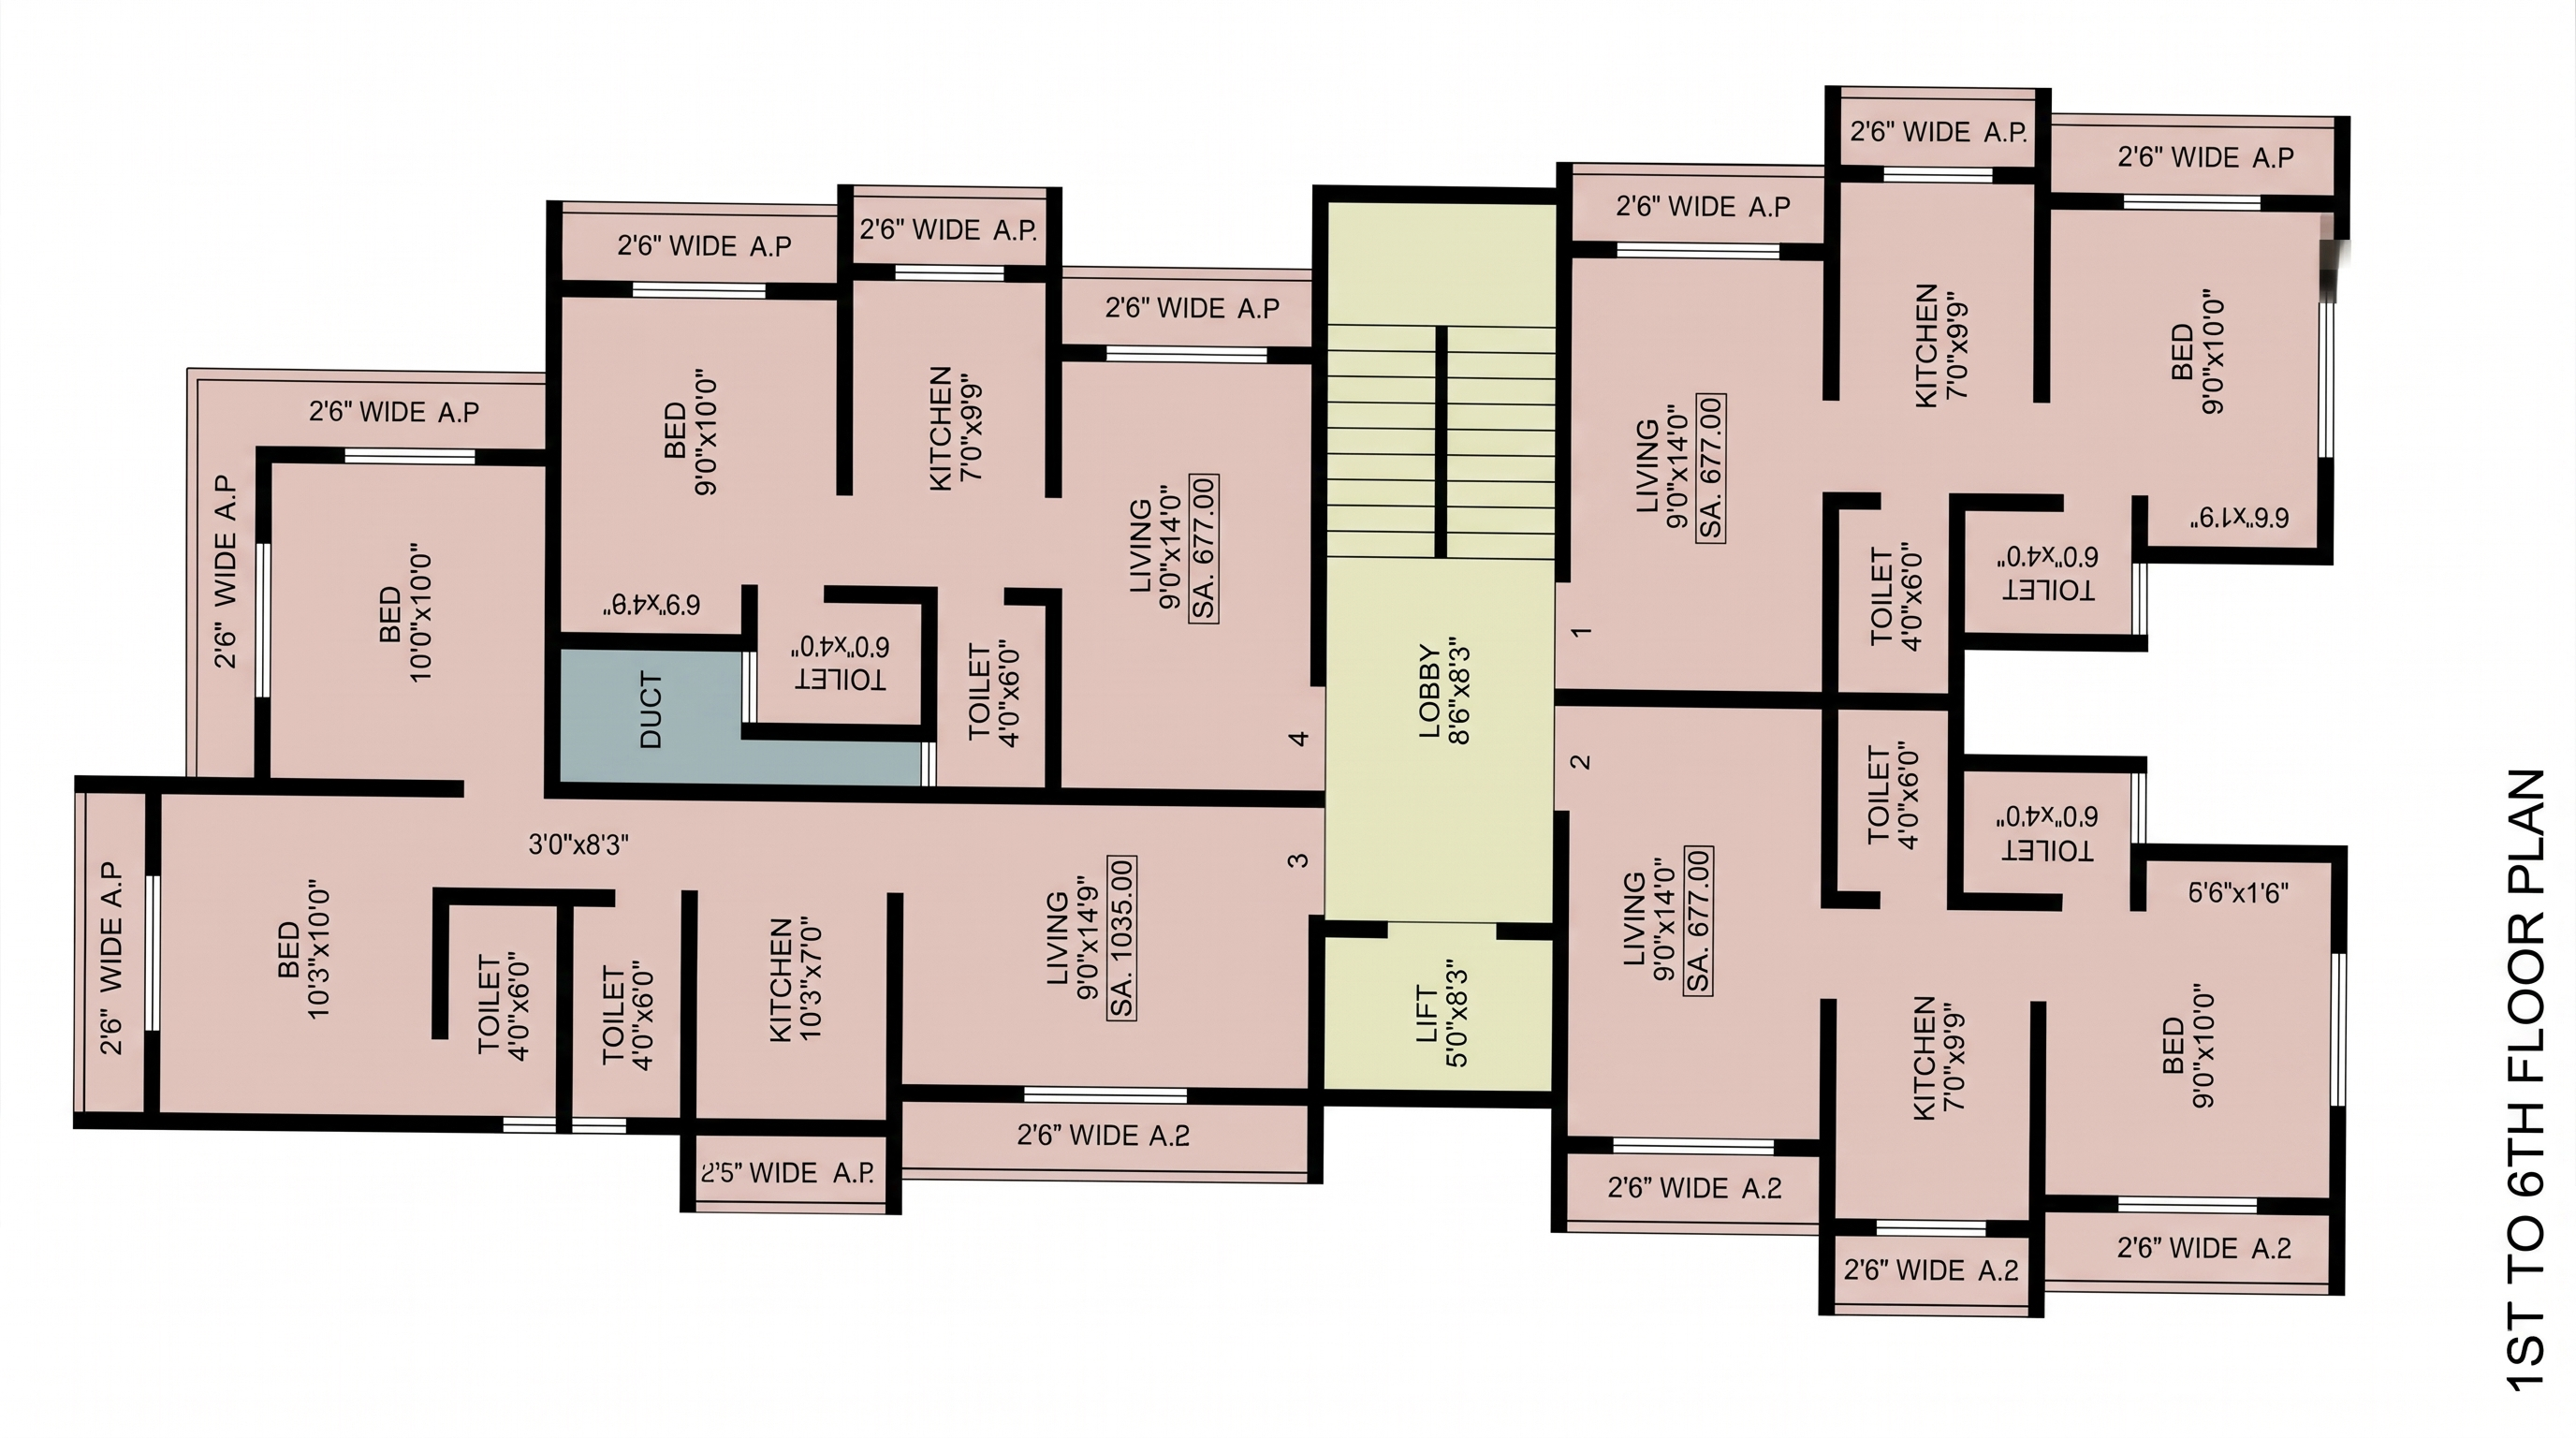 2'6" WIDE A.P.
2'6" WIDE A.P
2'6" WIDE A.P
2'6" WIDE A.P
2'6" WIDE A.P.
2'6" WIDE A.P
2'6" WIDE A.P
2'6" WIDE A.P
BED
10'0"x10'0"
BED
9'0"x10'0"
KITCHEN
7'0"x9'9"
LIVING
9'0"x14'0"
SA. 677.00
4
TOILET
6'0"x4'0"
TOILET
4'0"x6'0"
DUCT
LOBBY
8'6"x8'3"
LIFT
5'0"x8'3"
LIVING
9'0"x14'0"
SA. 677.00
1
KITCHEN
7'0"x9'9"
BED
9'0"x10'0"
TOILET
4'0"x6'0"
TOILET
6'0"x4'0"
2
LIVING
9'0"x14'0"
SA. 677.00
TOILET
4'0"x6'0"
TOILET
6'0"x4'0"
6'6"x1'6"
KITCHEN
7'0"x9'9"
BED
9'0"x10'0"
2'6" WIDE A.2
2'6" WIDE A.2
2'6" WIDE A.2
2'6" WIDE A.P
BED
10'3"x10'0"
3'0"x8'3"
TOILET
4'0"x6'0"
TOILET
4'0"x6'0"
KITCHEN
10'3"x7'0"
LIVING
9'0"x14'9"
SA. 1035.00
3
2'5" WIDE A.P.
2'6" WIDE A.2
1ST TO 6TH FLOOR PLAN